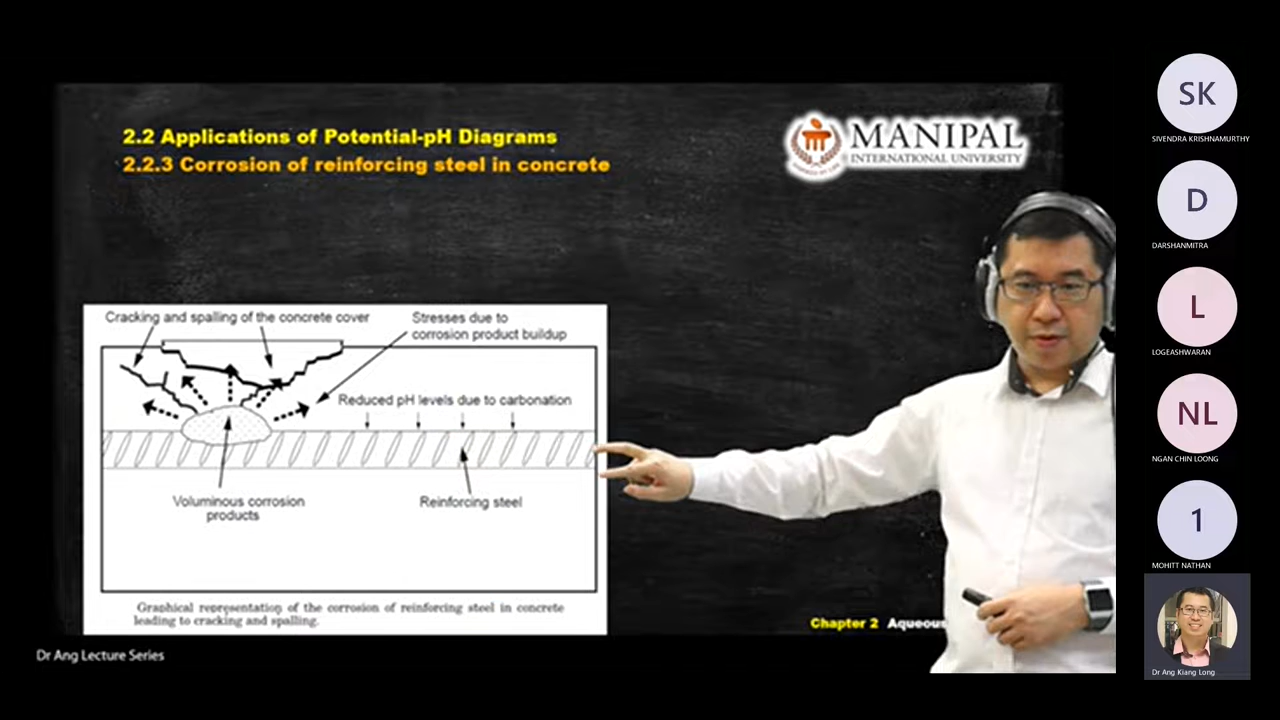 2.2 Applications of Potential-pH Diagrams
2.2.3 Corrosion of reinforcing steel in concrete
MANIPAL
INTERNATIONAL UNIVERSITY
Cracking and spalling of the concrete cover
Stresses due to
corrosion product buildup
Reduced pH levels due to carbonation
Voluminous corrosion
products
Reinforcing steel
Graphical representation of the corrosion of reinforcing steel in concrete
leading to cracking and spalling.
Chapter 2 Aqueous
Dr Ang Lecture Series
SK
SIVENDRA KRISHNAMURTHY
D
DARSHANMITRA
L
LOGEASHWARAN
NL
NGAN CHIN LOONG
1
MOHITT NATHAN
Dr Ang Kiang Long